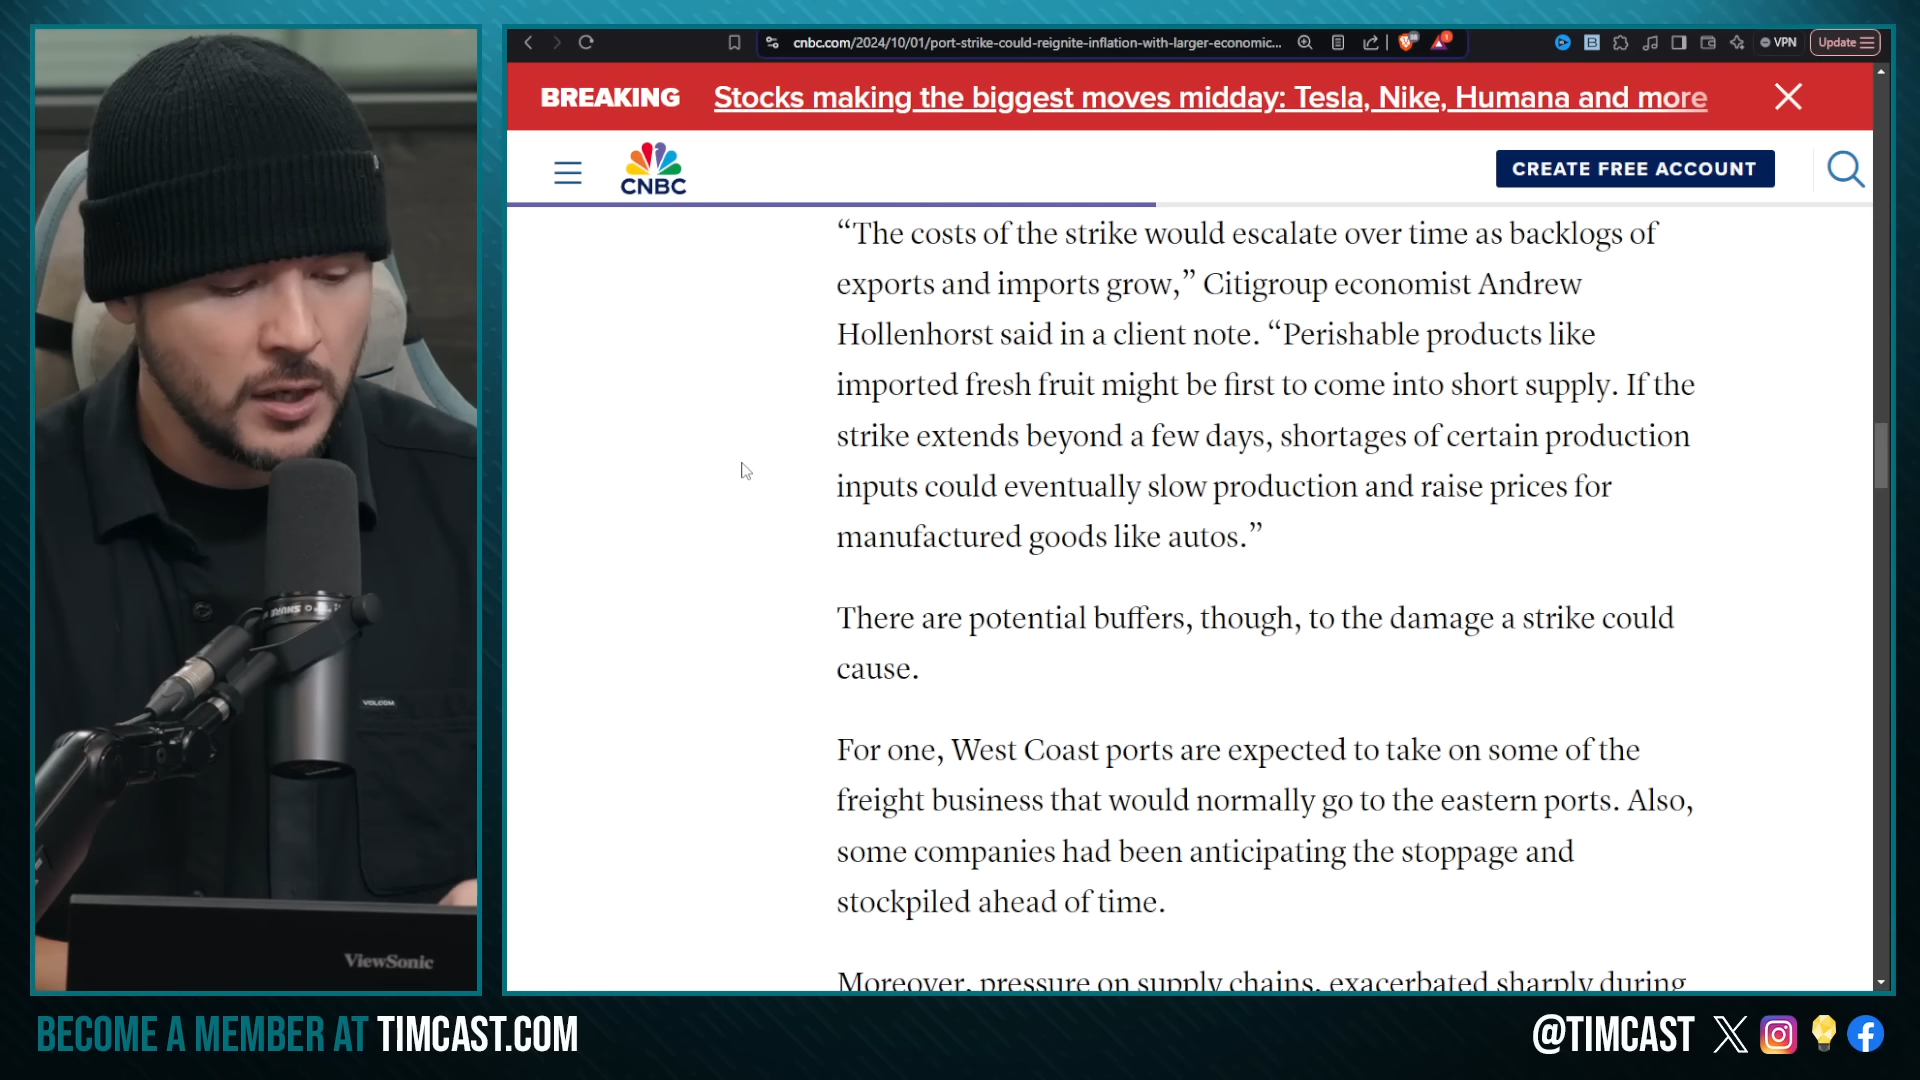 cnbc.com/2024/10/01/port-strike-could-reignite-inflation-with-larger-economic...
VPN
Update
BREAKING Stocks making the biggest moves midday: Tesla, Nike, Humana and more
CNBC
CREATE FREE ACCOUNT
“The costs of the strike would escalate over time as backlogs of
exports and imports grow,” Citigroup economist Andrew
Hollenhorst said in a client note. “Perishable products like
imported fresh fruit might be first to come into short supply. If the
strike extends beyond a few days, shortages of certain production
inputs could eventually slow production and raise prices for
manufactured goods like autos.”
There are potential buffers, though, to the damage a strike could
cause.
For one, West Coast ports are expected to take on some of the
freight business that would normally go to the eastern ports. Also,
some companies had been anticipating the stoppage and
stockpiled ahead of time.
Moreover, pressure on supply chains, exacerbated sharply during
SHURE
VOLCOM
ViewSonic
BECOME A MEMBER AT TIMCAST.COM
@TIMCAST